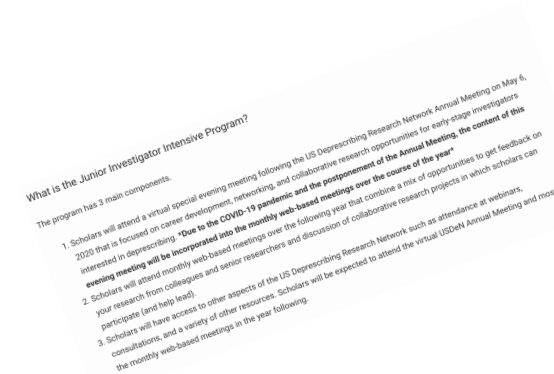 What is the Junior Investigator Intensive Program?
The program has 3 main components.
1. Scholars will attend a virtual special evening meeting following the US Deprescribing Research Network Annual Meeting on May 6,
2020 that is focused on career development, networking, and collaborative research opportunities for early-stage investigators
interested in deprescribing. *Due to the COVID-19 pandemic and the postponement of the Annual Meeting, the content of this
evening meeting will be incorporated into the monthly web-based meetings over the course of the year*
2. Scholars will attend monthly web-based meetings over the following year that combine a mix of opportunities to get feedback on
your research from colleagues and senior researchers and discussion of collaborative research projects in which scholars can
participate (and help lead).
3. Scholars will have access to other aspects of the US Deprescribing Research Network such as attendance at webinars,
consultations, and a variety of other resources. Scholars will be expected to attend the virtual USDeN Annual Meeting and most
the monthly web-based meetings in the year following.